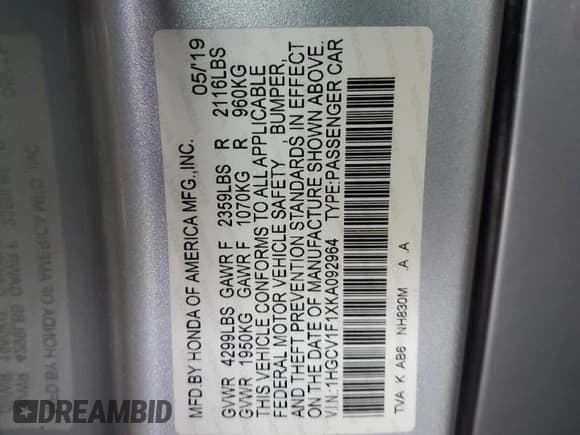 MFD.BY HONDA OF AMERICA MFG.,INC. 05/'19
GVWR 4299LBS GAWR F 2359LBS R 2116LBS
GVWR 1950KG GAWR F 1070KG R 960KG
THIS VEHICLE CONFORMS TO ALL APPLICABLE
FEDERAL MOTOR VEHICLE SAFETY , BUMPER,
AND THEFT PREVENTION STANDARDS IN EFFECT
ON THE DATE OF MANUFACTURE SHOWN ABOVE.
V.I.N.:1HGCV1F1XKA092964 TYPE:PASSENGER CAR
TVA K AB6 NH830M A A
DREAMBID